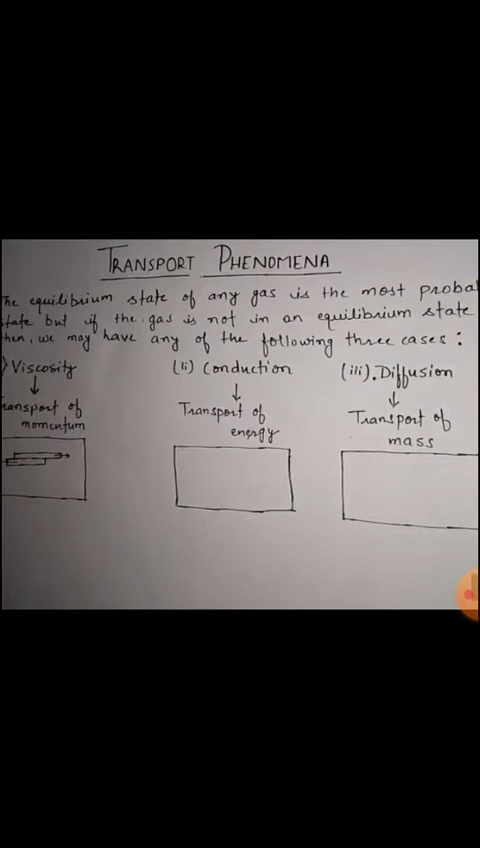 TRANSPORT PHENOMENA
The equilibrium state of any gas is the most proba
state but if the gas is not in an equilibrium state
then, we may have any of the following three cases:
) Viscosity (ii) Conduction (iii). Diffusion
Transport of momentum Transport of energy Transport of mass